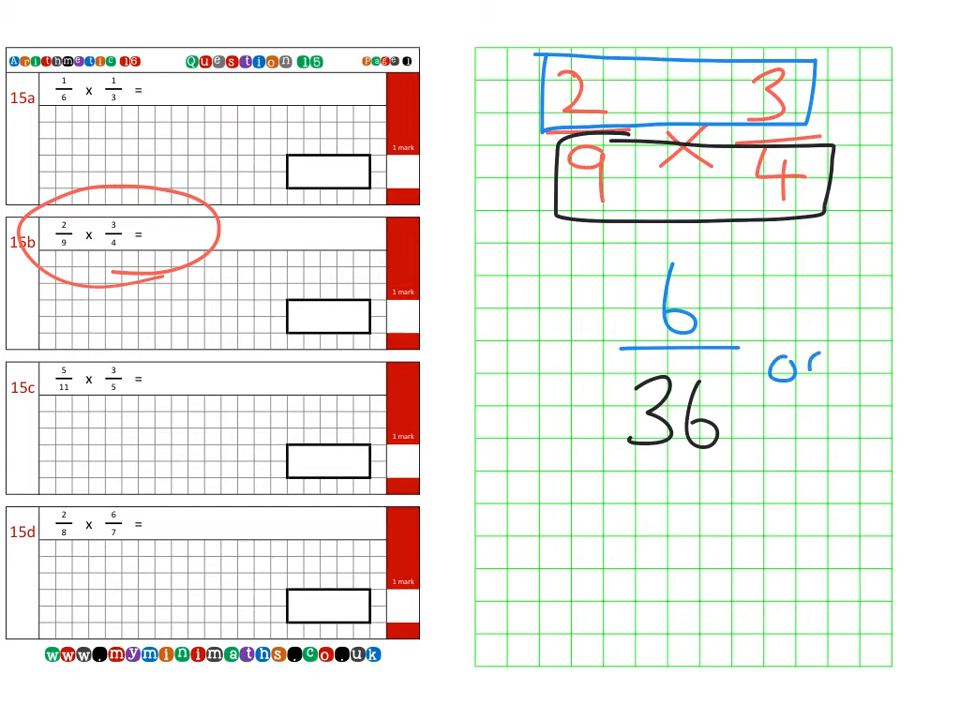 Arithmetic 16 Question 15 Page 1
15a 1/6 x 1/3 =
1 mark
15b 2/9 x 3/4 =
1 mark
15c 5/11 x 3/5 =
1 mark
15d 2/8 x 6/7 =
1 mark
www.myminimaths.co.uk
2/9 × 3/4
6/36 or